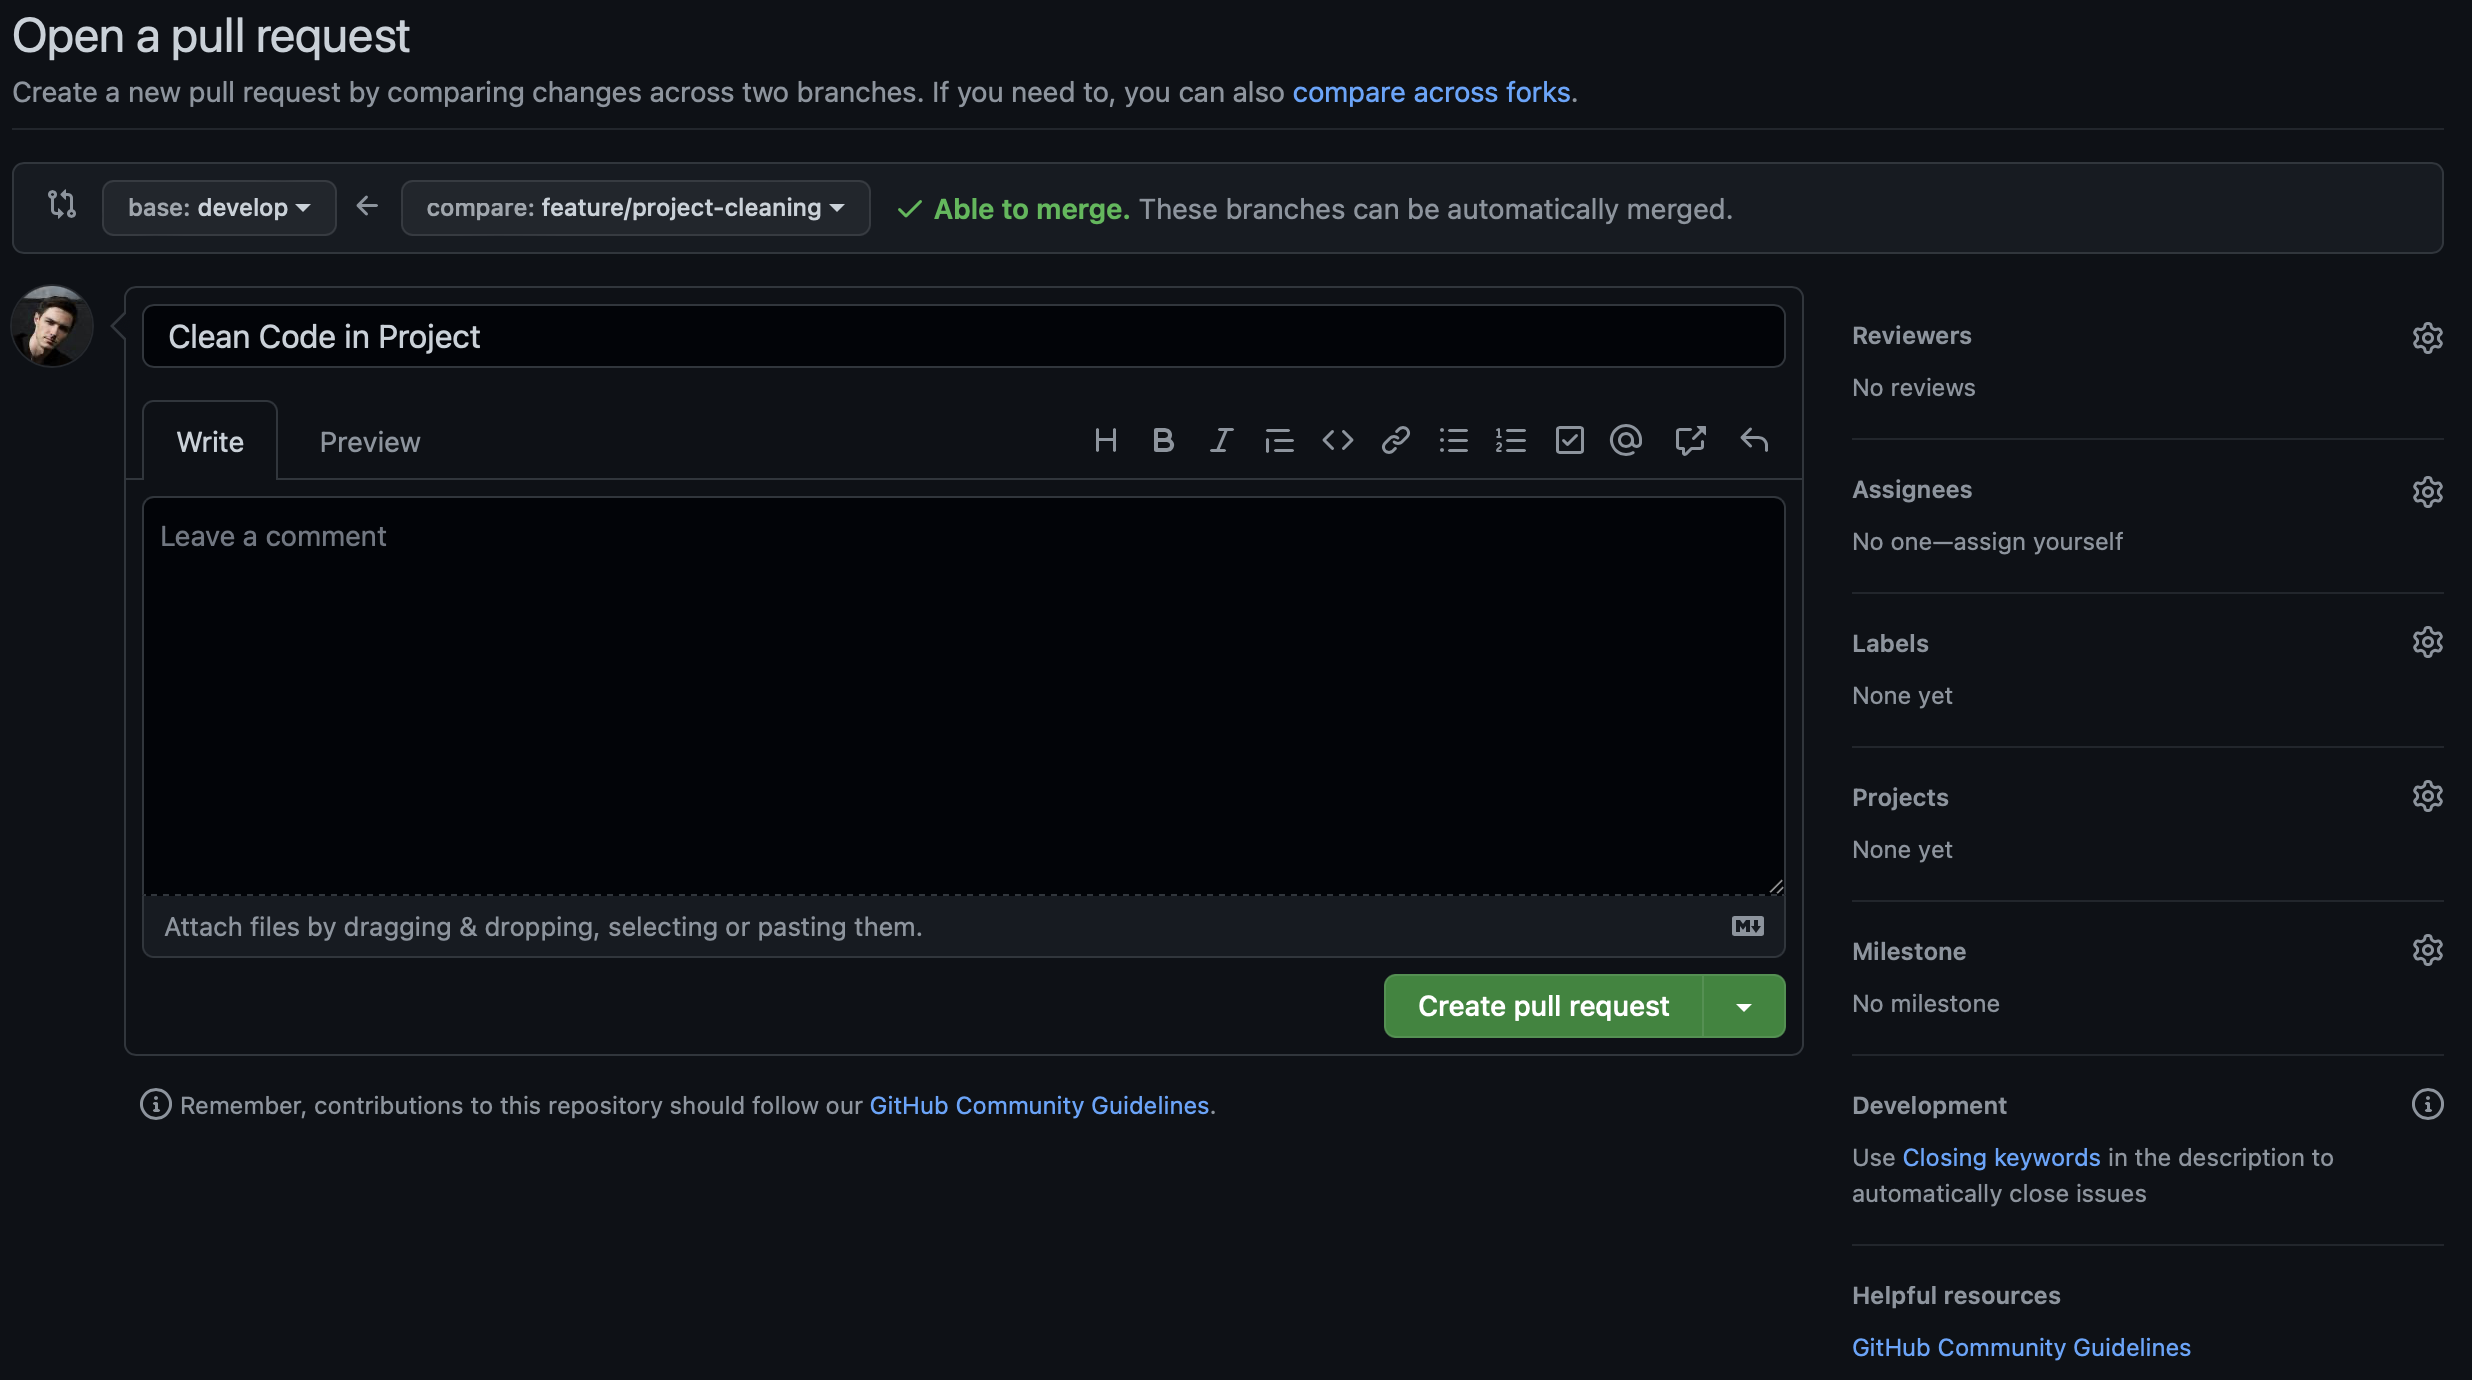 Open a pull request
Create a new pull request by comparing changes across two branches. If you need to, you can also compare across forks.
base: develop
compare: feature/project-cleaning
Able to merge. These branches can be automatically merged.
Clean Code in Project
Write
Preview
Leave a comment
Attach files by dragging & dropping, selecting or pasting them.
Create pull request
Remember, contributions to this repository should follow our GitHub Community Guidelines.
Reviewers
No reviews
Assignees
No one—assign yourself
Labels
None yet
Projects
None yet
Milestone
No milestone
Development
Use Closing keywords in the description to
automatically close issues
Helpful resources
GitHub Community Guidelines